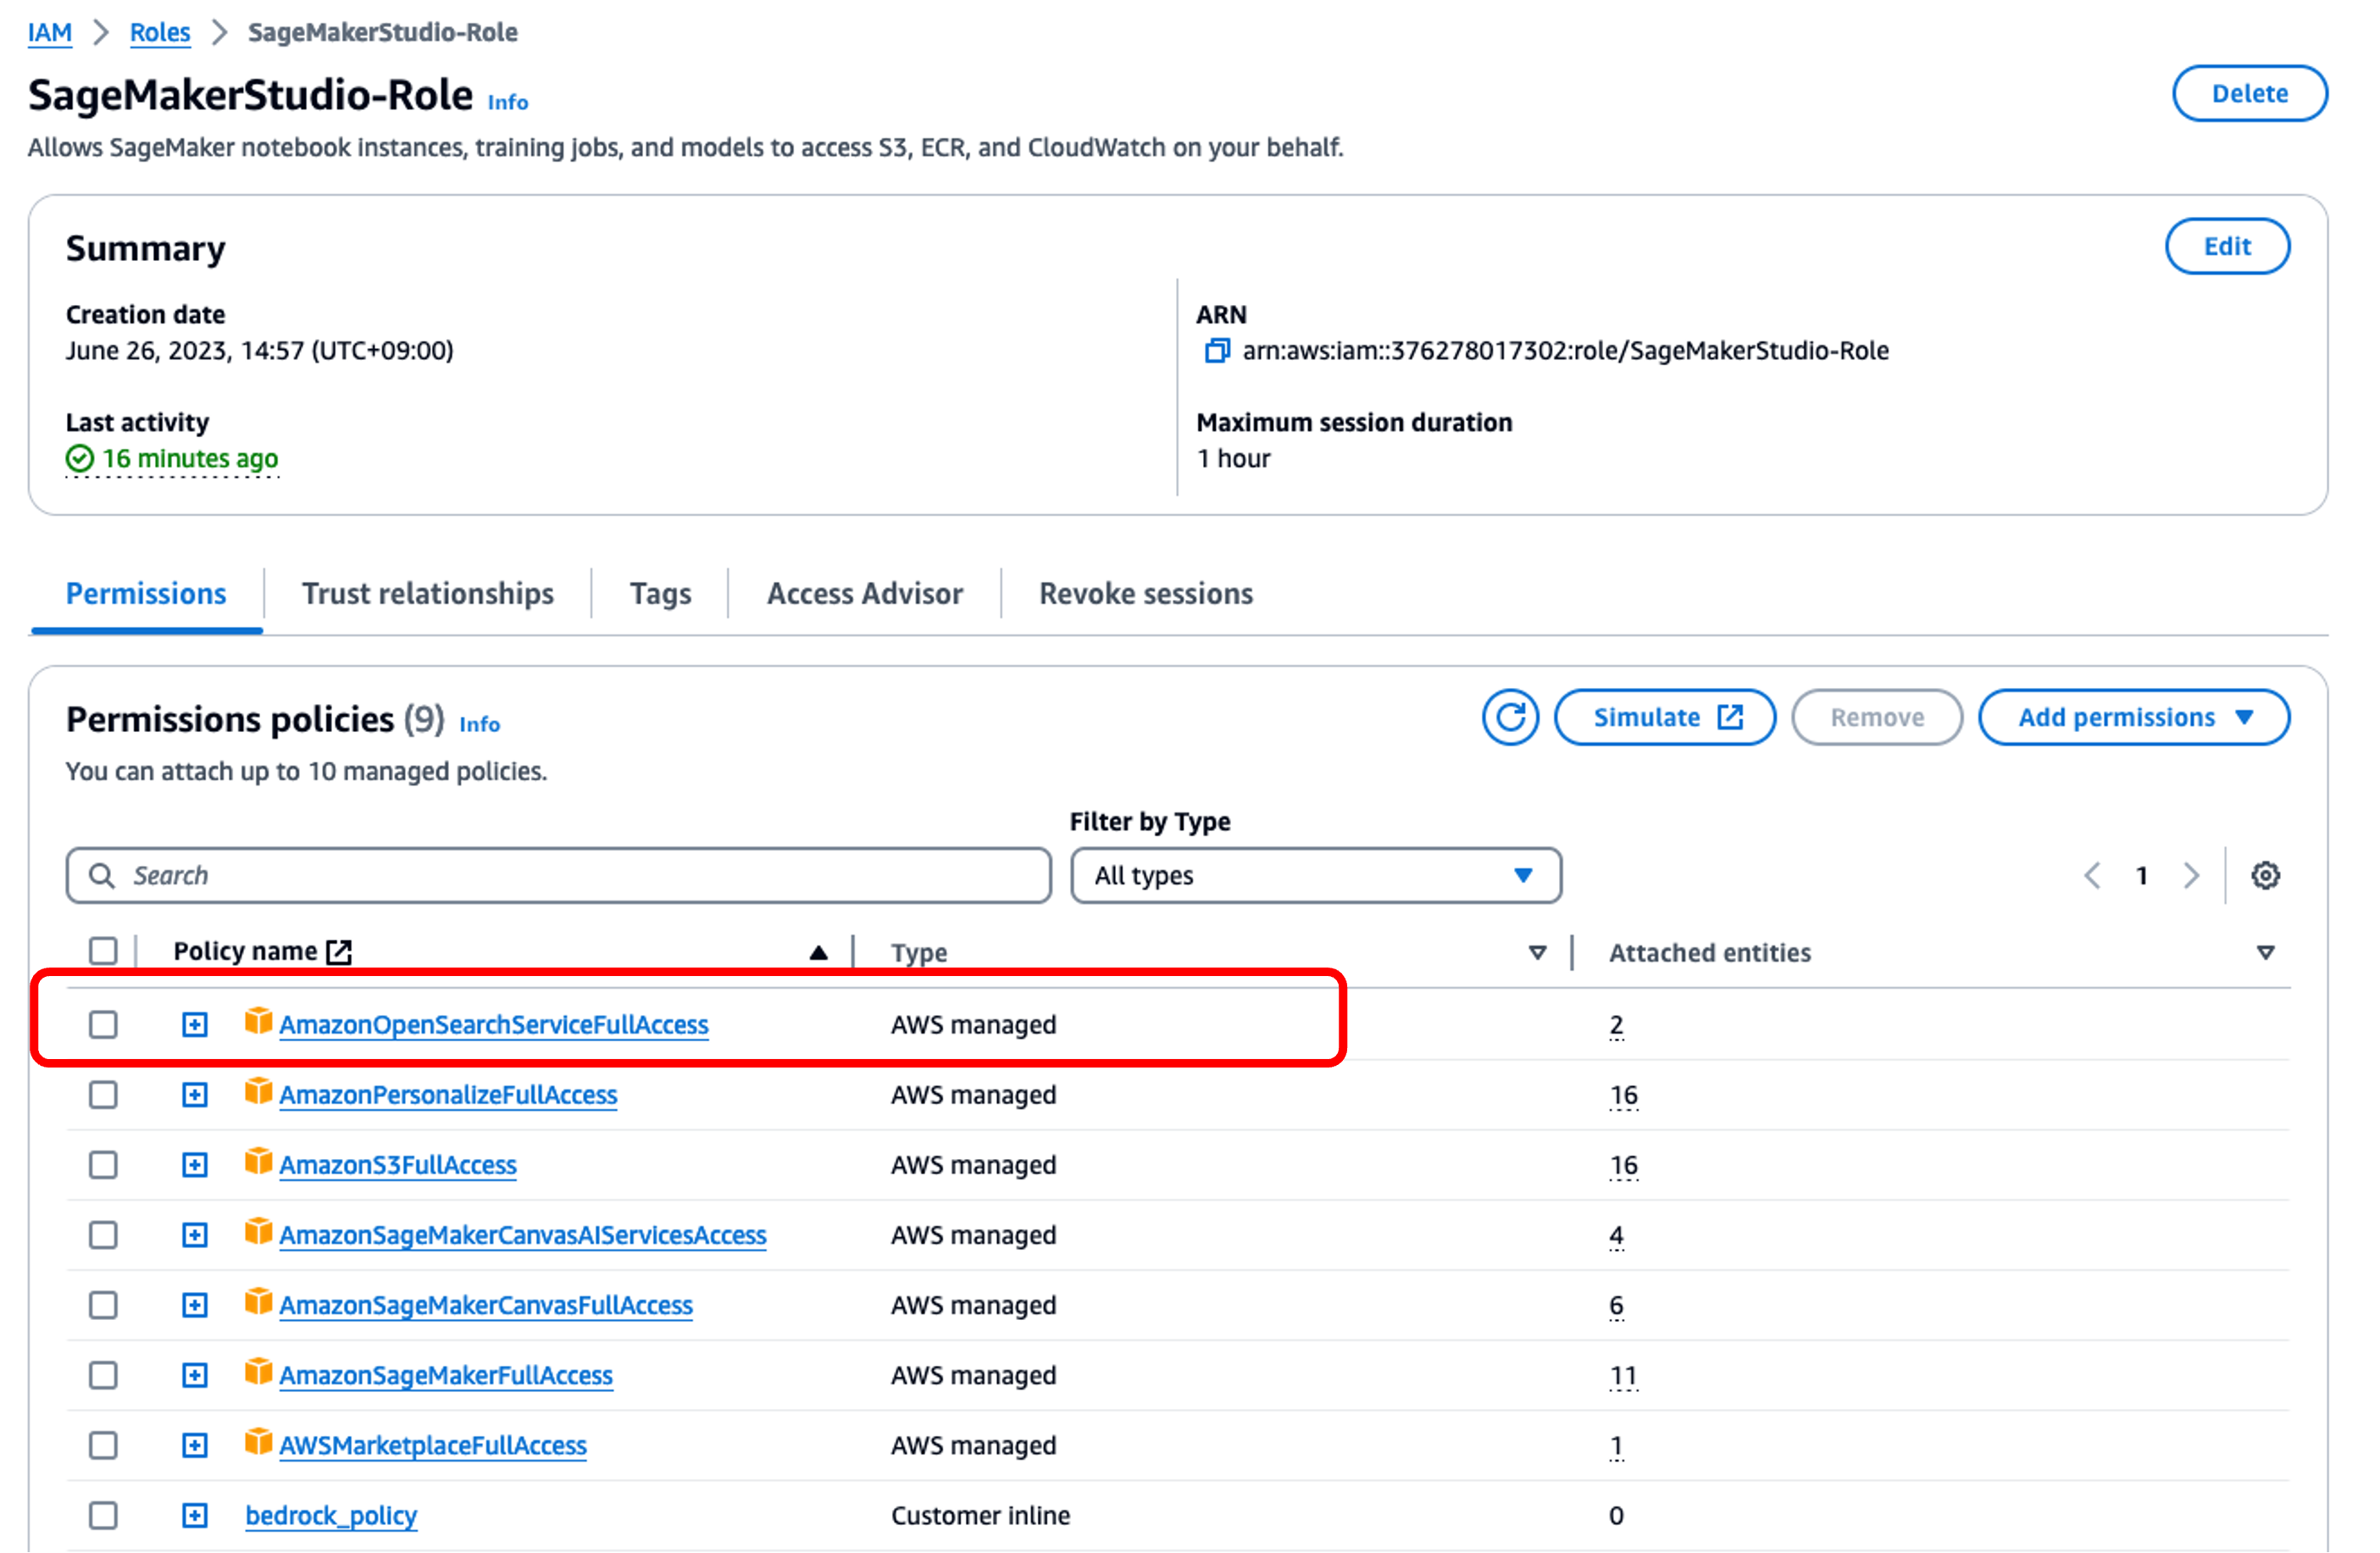 IAM > Roles > SageMakerStudio-Role
SageMakerStudio-Role Info
Delete
Allows SageMaker notebook instances, training jobs, and models to access S3, ECR, and CloudWatch on your behalf.
Summary
Edit
Creation date
June 26, 2023, 14:57 (UTC+09:00)
ARN
arn:aws:iam::376278017302:role/SageMakerStudio-Role
Last activity
16 minutes ago
Maximum session duration
1 hour
Permissions Trust relationships Tags Access Advisor Revoke sessions
Permissions policies (9) Info
Simulate Remove Add permissions
You can attach up to 10 managed policies.
Filter by Type
Search All types 1
Policy name Type Attached entities
AmazonOpenSearchServiceFullAccess AWS managed 2
AmazonPersonalizeFullAccess AWS managed 16
AmazonS3FullAccess AWS managed 16
AmazonSageMakerCanvasAIServicesAccess AWS managed 4
AmazonSageMakerCanvasFullAccess AWS managed 6
AmazonSageMakerFullAccess AWS managed 11
AWSMarketplaceFullAccess AWS managed 1
bedrock_policy Customer inline 0